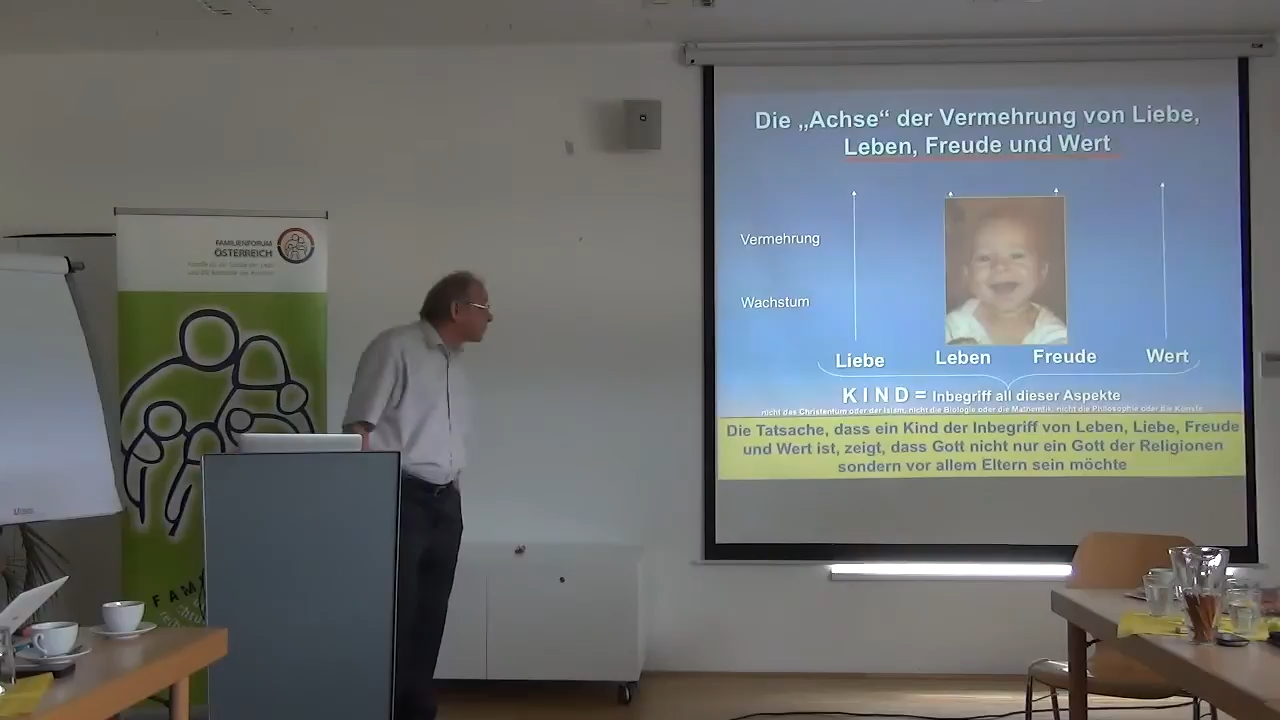 FAMILIENFORUM
ÖSTERREICH
Die „Achse“ der Vermehrung von Liebe,
Leben, Freude und Wert
Vermehrung
Wachstum
Liebe Leben Freude Wert
KIND = Inbegriff all dieser Aspekte
nicht das Christentum oder der Islam, nicht die Biologie oder die Mathemtik, nicht die Philosophie oder die Künste
Die Tatsache, dass ein Kind der Inbegriff von Leben, Liebe, Freude
und Wert ist, zeigt, dass Gott nicht nur ein Gott der Religionen
sondern vor allem Eltern sein möchte
FAM